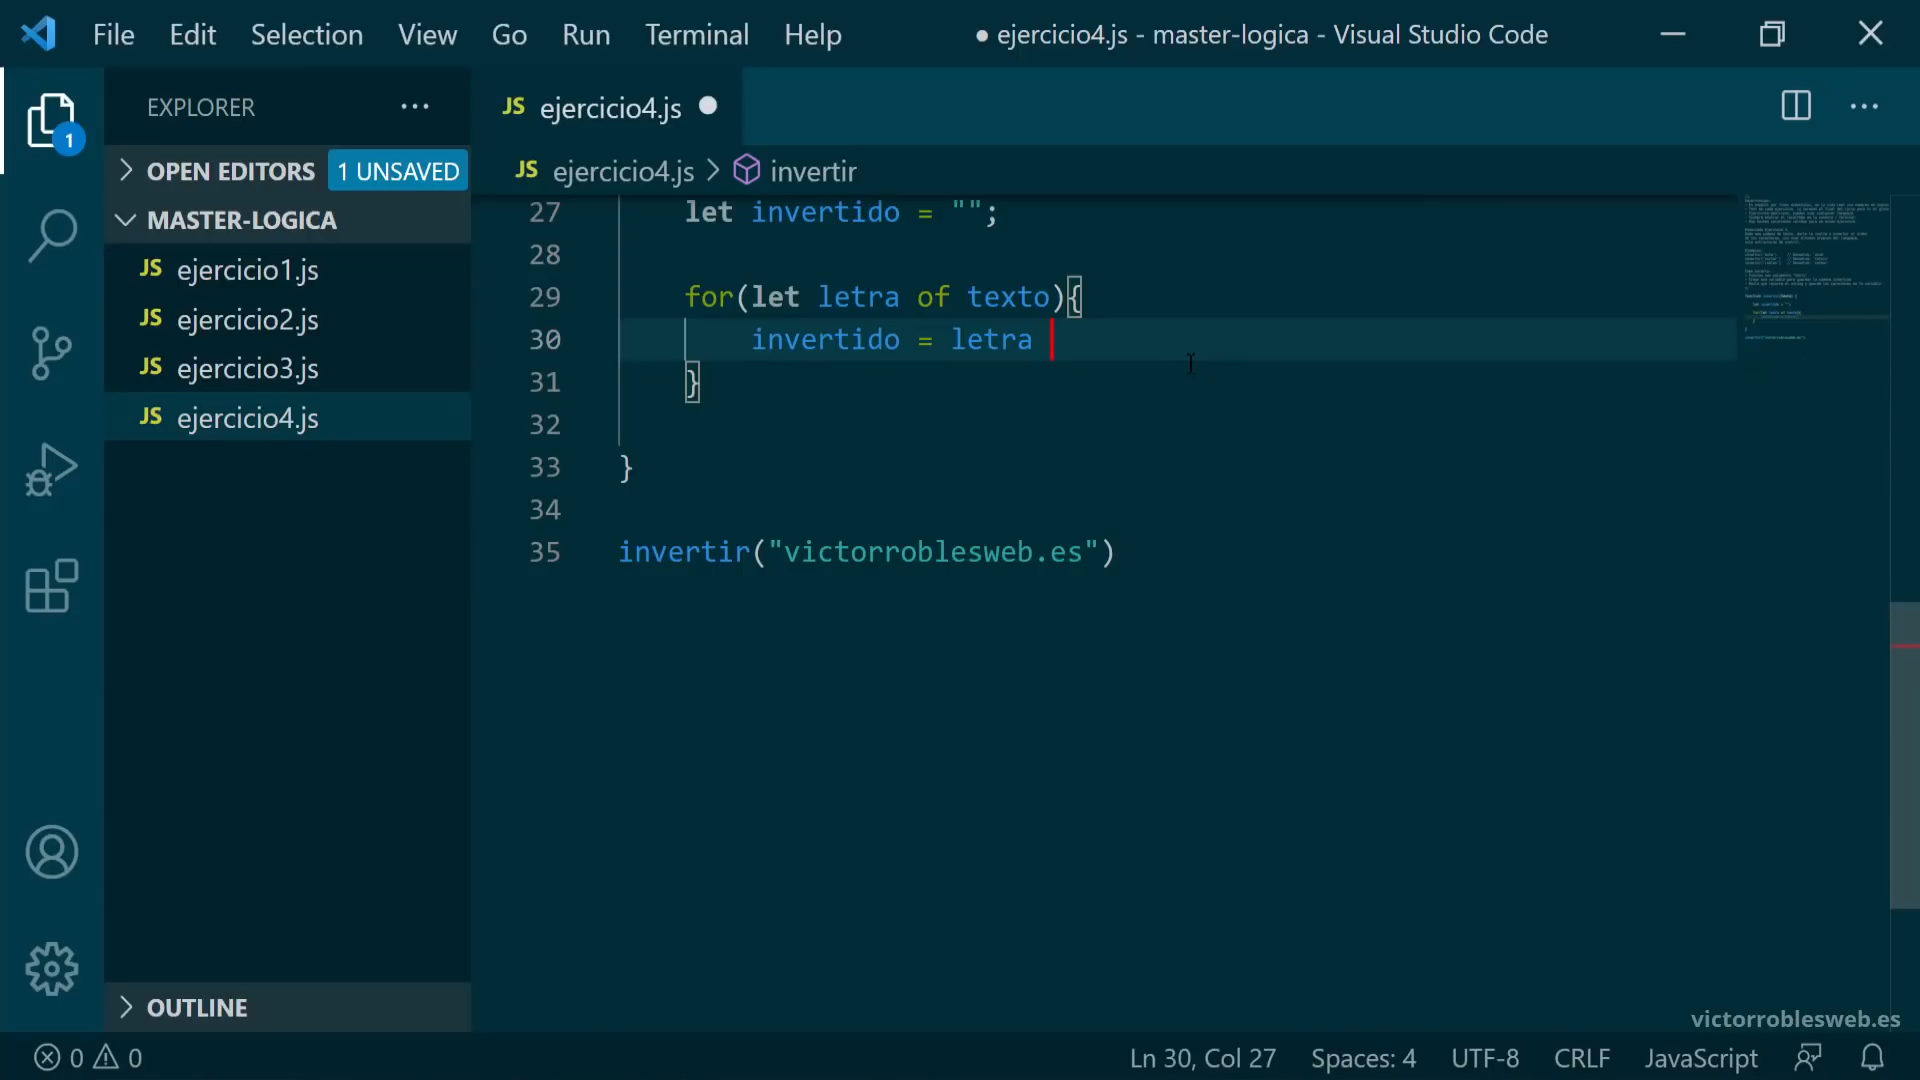 File Edit Selection View Go Run Terminal Help ● ejercicio4.js - master-logica - Visual Studio Code
EXPLORER ···
1
OPEN EDITORS 1 UNSAVED
MASTER-LOGICA
JS ejercicio1.js
JS ejercicio2.js
JS ejercicio3.js
JS ejercicio4.js
OUTLINE
JS ejercicio4.js ●
JS ejercicio4.js > invertir
27 let invertido = "";
28
29 for(let letra of texto){
30 invertido = letra
31 }
32
33 }
34
35 invertir("victorroblesweb.es")
victorroblesweb.es
0 0 Ln 30, Col 27 Spaces: 4 UTF-8 CRLF JavaScript